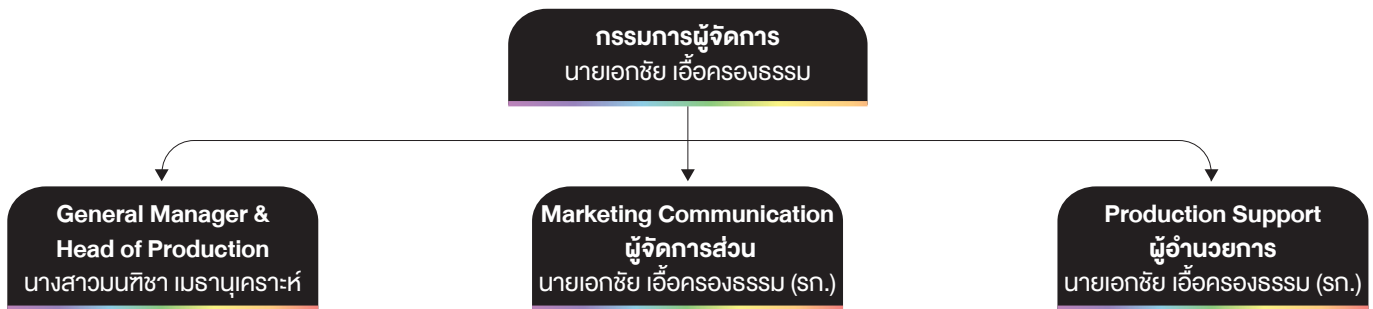 กรรมการผู้จัดการ
นายเอกชัย เอื้อครองธรรม
General Manager &
Head of Production
นางสาวมนฑิชา เมธานุเคราะห์
Marketing Communication
ผู้จัดการส่วน
นายเอกชัย เอื้อครองธรรม (รก.)
Production Support
ผู้อำนวยการ
นายเอกชัย เอื้อครองธรรม (รก.)